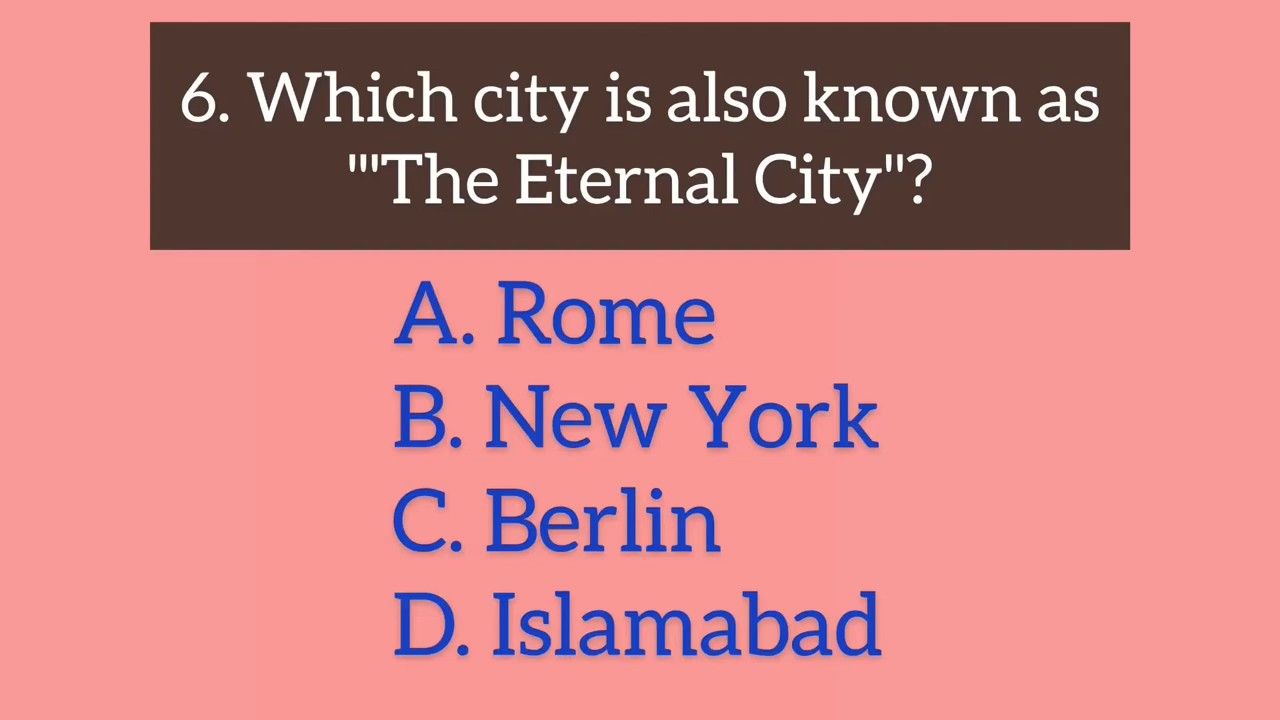 6. Which city is also known as
"'The Eternal City"?
A. Rome
B. New York
C. Berlin
D. Islamabad